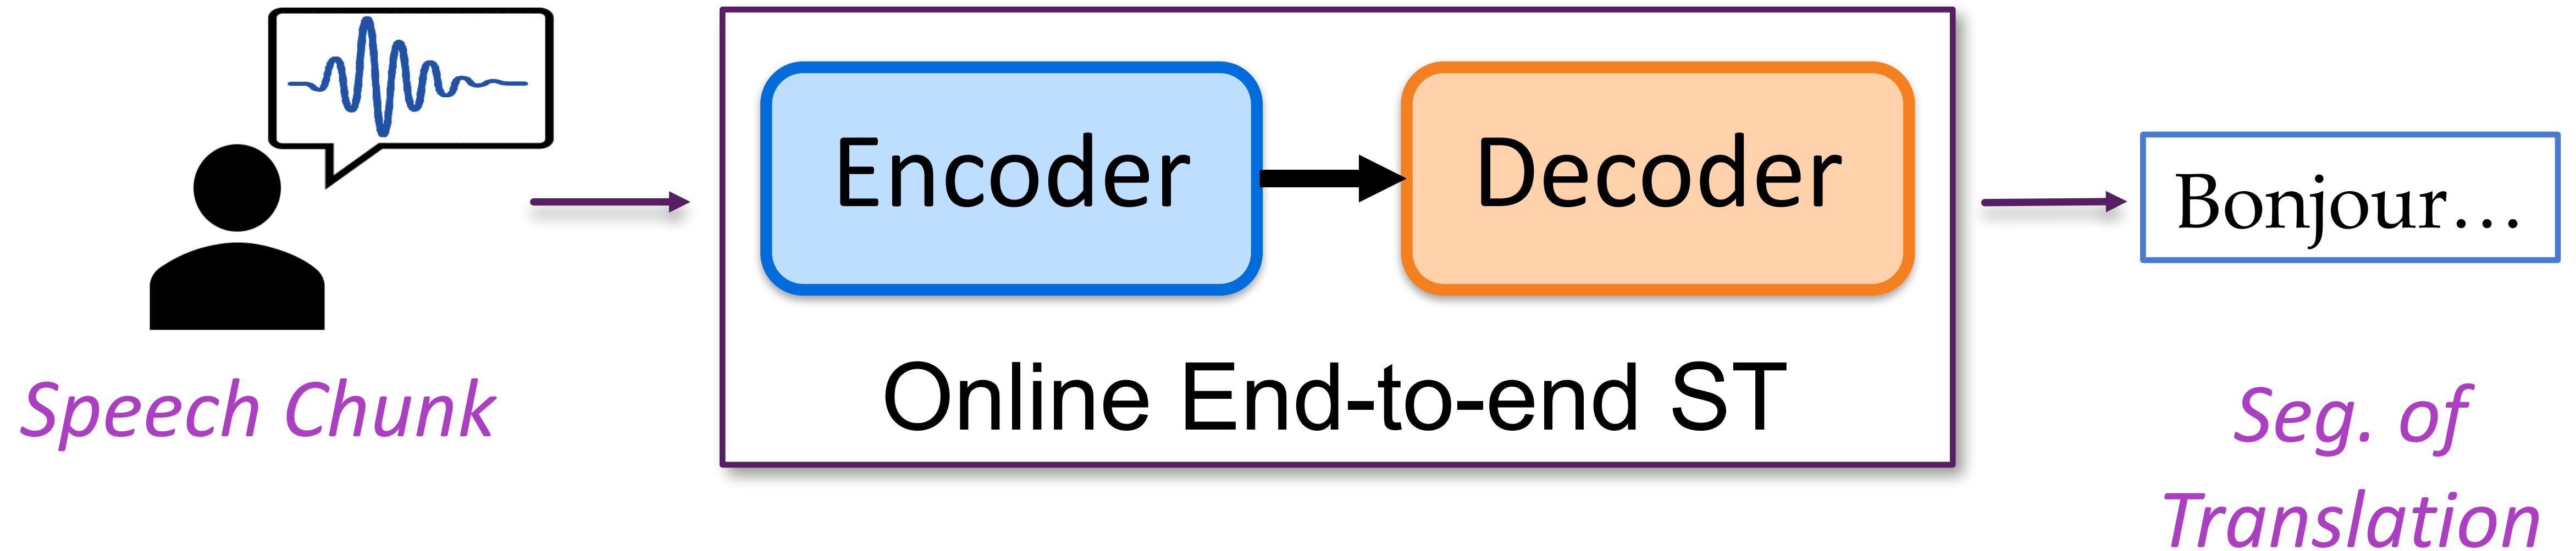 Speech Chunk
Encoder
Decoder
Online End-to-end ST
Bonjour…
Seg. of
Translation